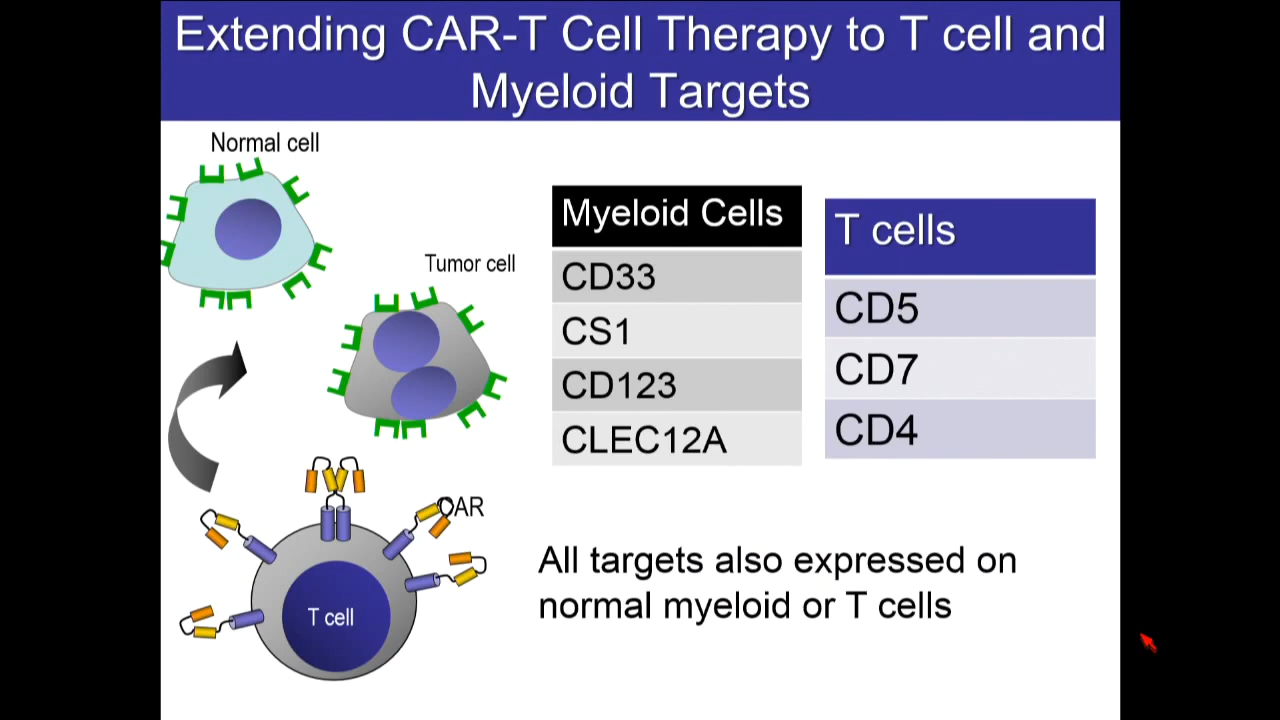 Extending CAR-T Cell Therapy to T cell and
Myeloid Targets
Normal cell
Tumor cell
CAR
T cell
Myeloid Cells
CD33
CS1
CD123
CLEC12A
T cells
CD5
CD7
CD4
All targets also expressed on
normal myeloid or T cells